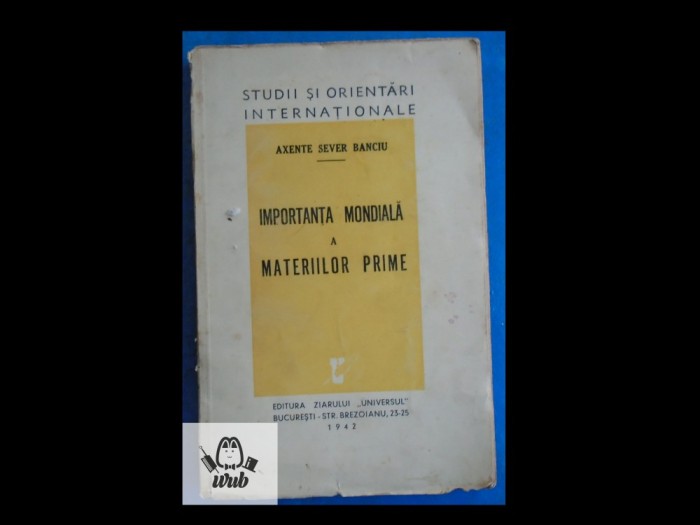 STUDII ȘI ORIENTĂRI
INTERNAȚIONALE
AXENTE SEVER BANCIU
IMPORTANȚA MONDIALĂ
A
MATERIILOR PRIME
EDITURA ZIARULUI „UNIVERSUL"
BUCUREȘTI - STR. BREZOIANU, 23-25
1942
wub